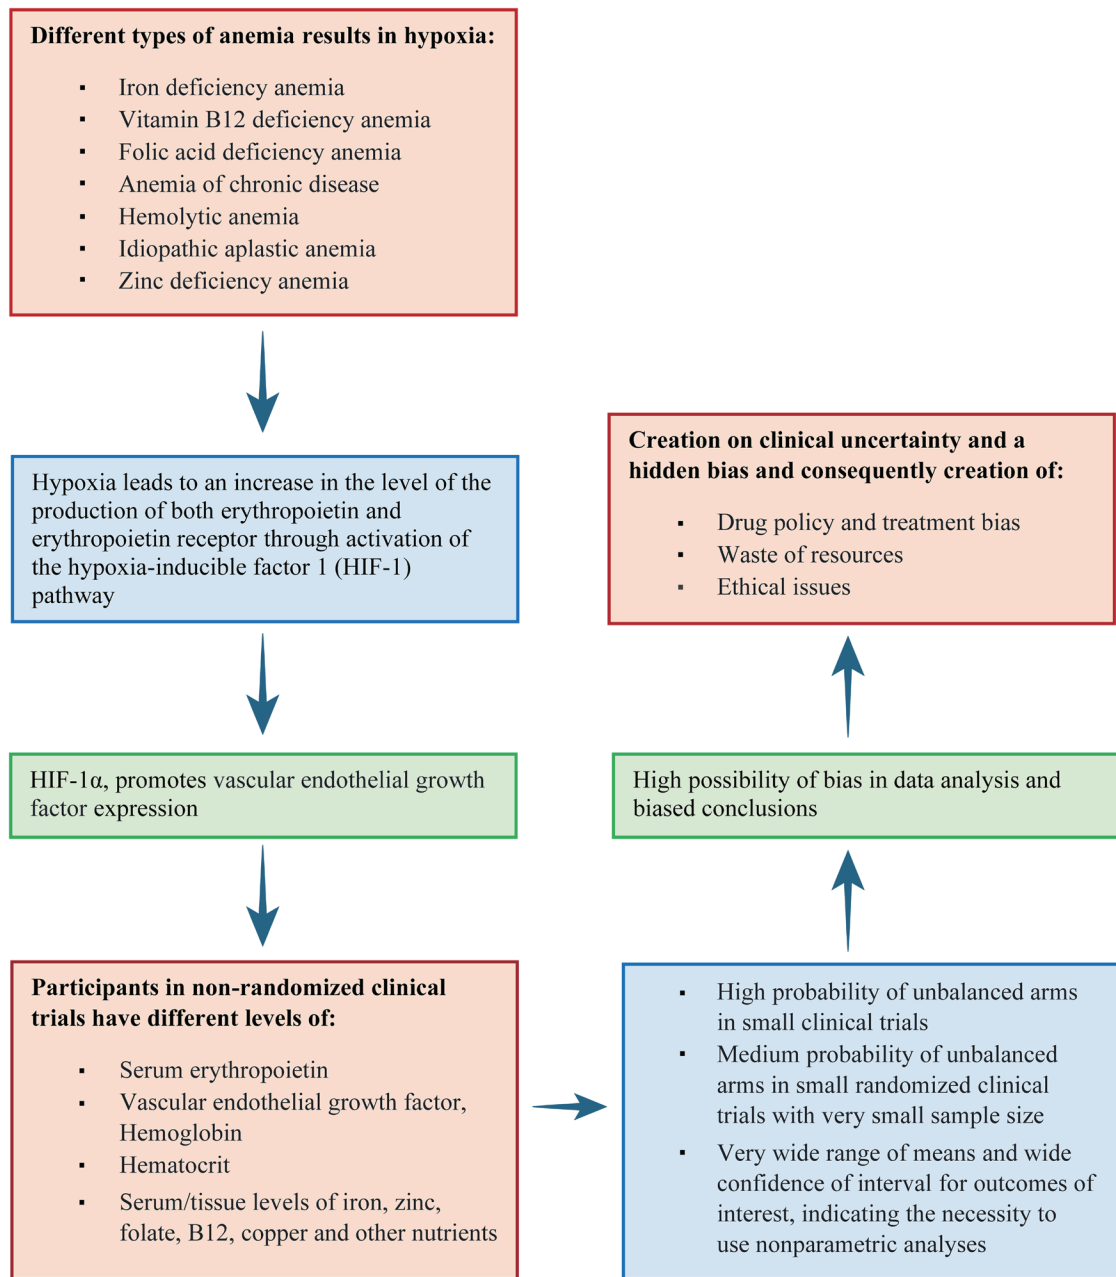 Different types of anemia results in hypoxia:
▪ Iron deficiency anemia
▪ Vitamin B12 deficiency anemia
▪ Folic acid deficiency anemia
▪ Anemia of chronic disease
▪ Hemolytic anemia
▪ Idiopathic aplastic anemia
▪ Zinc deficiency anemia
Hypoxia leads to an increase in the level of the
production of both erythropoietin and
erythropoietin receptor through activation of
the hypoxia-inducible factor 1 (HIF-1)
pathway
HIF-1α, promotes vascular endothelial growth
factor expression
Participants in non-randomized clinical
trials have different levels of:
▪ Serum erythropoietin
▪ Vascular endothelial growth factor,
Hemoglobin
▪ Hematocrit
▪ Serum/tissue levels of iron, zinc,
folate, B12, copper and other nutrients
▪ High probability of unbalanced arms
in small clinical trials
▪ Medium probability of unbalanced
arms in small randomized clinical
trials with very small sample size
▪ Very wide range of means and wide
confidence of interval for outcomes of
interest, indicating the necessity to
use nonparametric analyses
High possibility of bias in data analysis and
biased conclusions
Creation on clinical uncertainty and a
hidden bias and consequently creation of:
▪ Drug policy and treatment bias
▪ Waste of resources
▪ Ethical issues